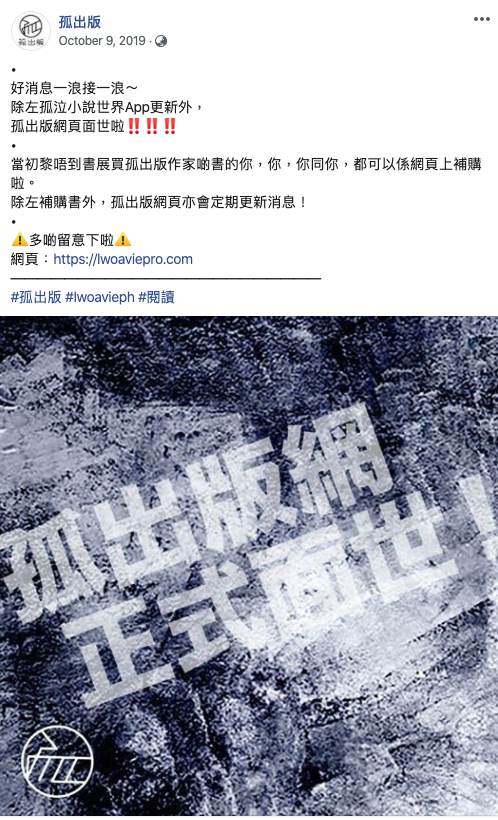 孤出版
孤出版
October 9, 2019 ·
•
好消息一浪接一浪～
除左孤泣小說世界App更新外，
孤出版網頁面世啦‼️‼️‼️
•
當初黎唔到書展買孤出版作家啲書的你，你，你同你，都可以係網頁上補購
啦。
除左補購書外，孤出版網頁亦會定期更新消息！
•
⚠️多啲留意下啦⚠️
網頁：https://lwoaviepro.com
———————————————————————
#孤出版 #lwoavieph #閱讀
孤出版網
正式面世！